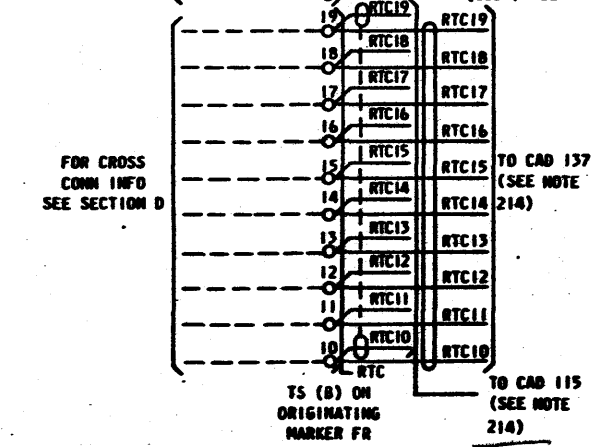 19 RTC19 RTC19
18 RTC18 RTC18
17 RTC17 RTC17
16 RTC16 RTC16
15 RTC15 RTC15
14 RTC14 RTC14
13 RTC13 RTC13
12 RTC12 RTC12
11 RTC11 RTC11
10 RTC10 RTC10
RTC
FOR CROSS
CONN INFO
SEE SECTION D
TO CAD 137
(SEE NOTE
214)
TS (B) ON
ORIGINATING
MARKER FR
TO CAD 115
(SEE NOTE
214)